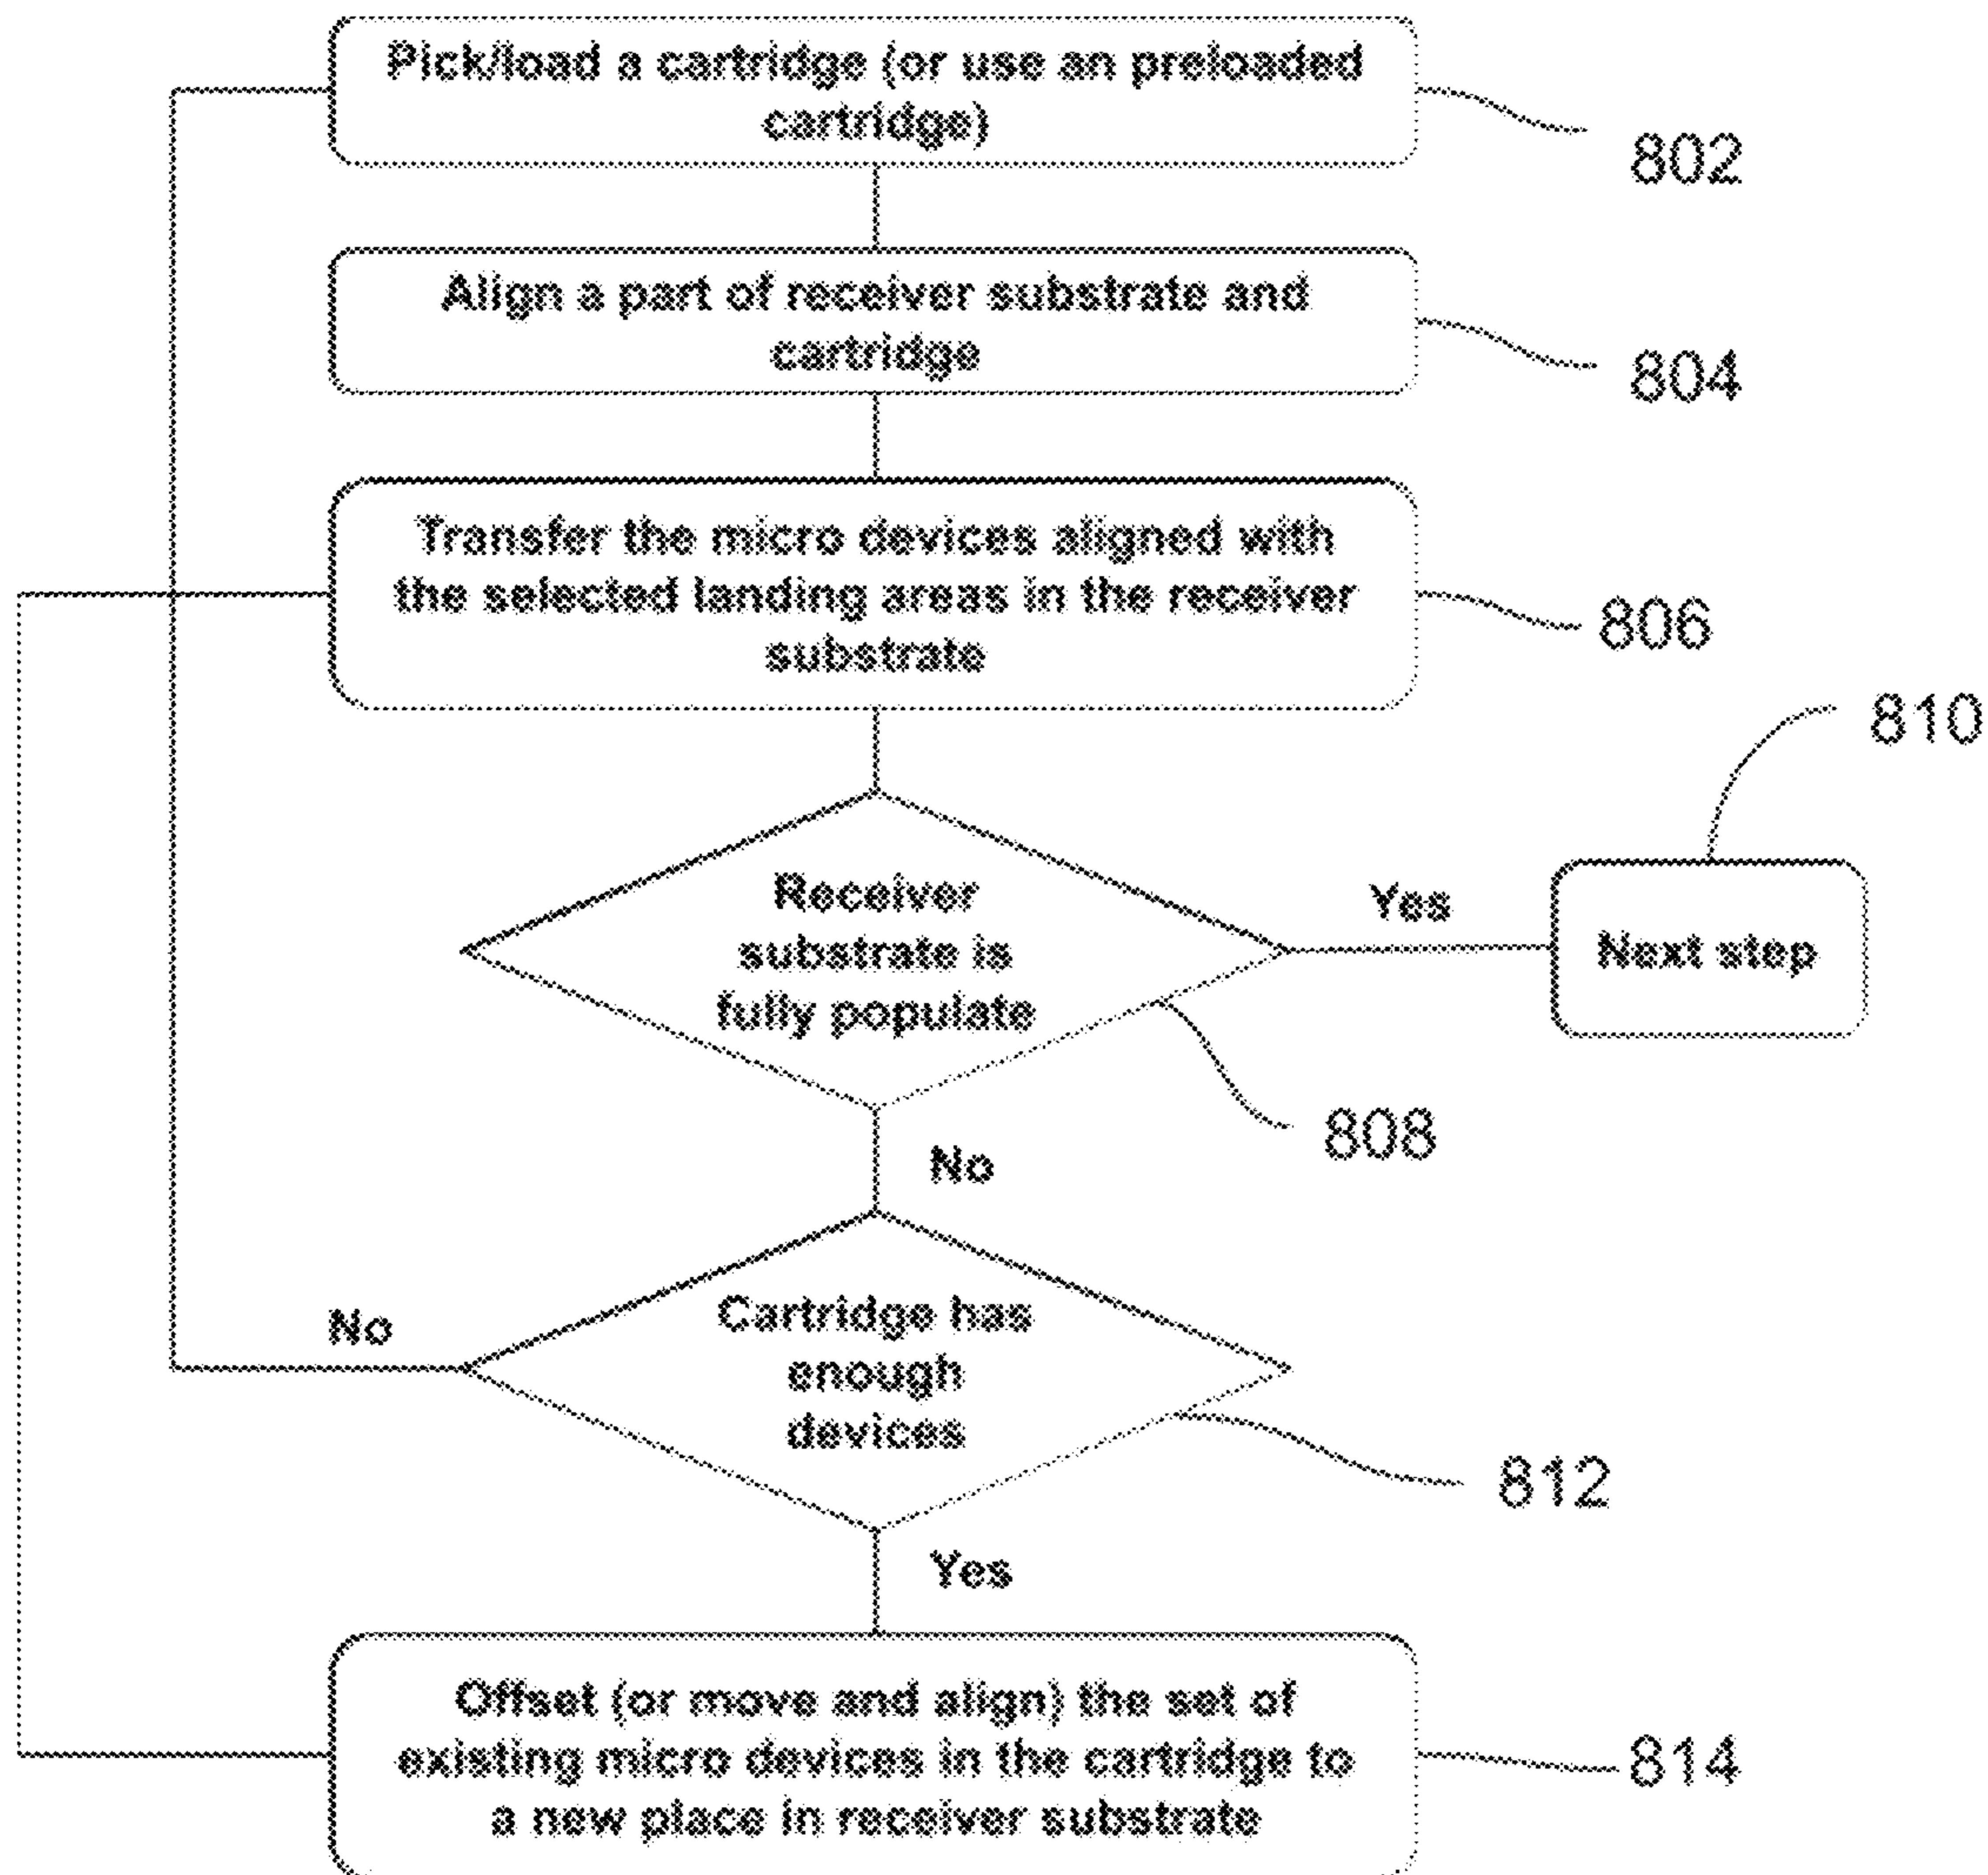 Pick/load a cartridge (or use an preloaded
cartridge)
802
Align a part of receiver substrate and
cartridge
804
Transfer the micro devices aligned with
the selected landing areas in the receiver
substrate
806
810
Receiver
substrate is
fully populate
Yes
Next step
808
No
Cartridge has
enough
devices
No
812
Yes
Offset (or move and align) the set of
existing micro devices in the cartridge to
a new place in receiver substrate
814